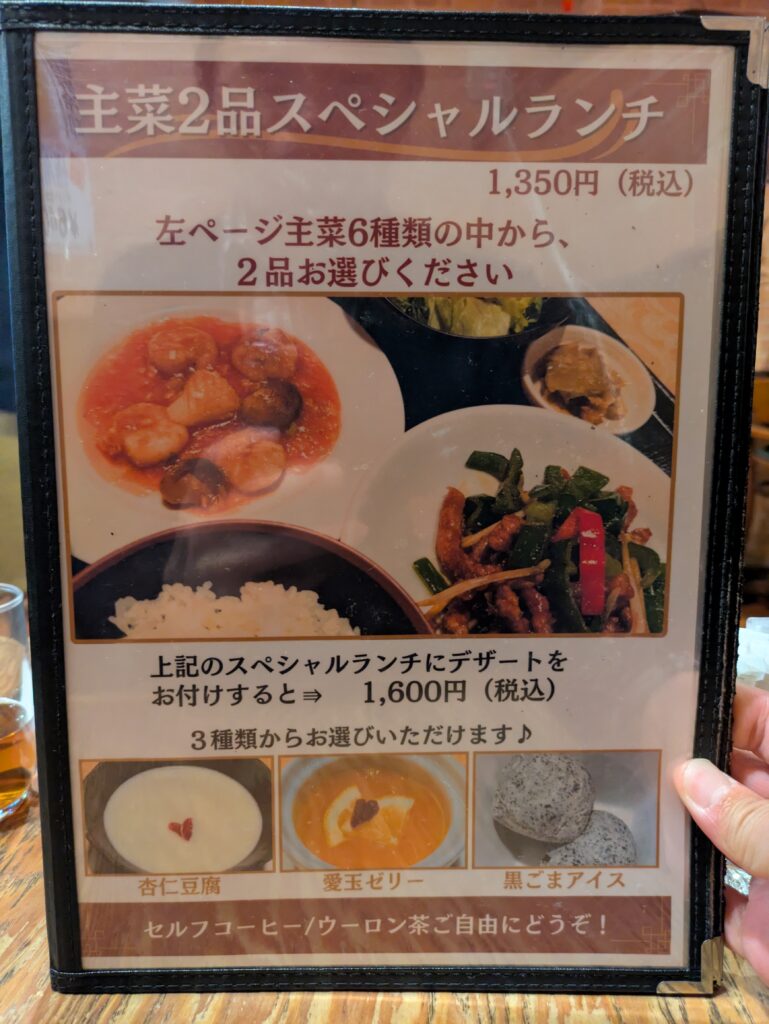 主菜2品スペシャルランチ
1,350円（税込）
左ページ主菜6種類の中から、
２品お選びください
上記のスペシャルランチにデザートを
お付けすると⇛ 1,600円（税込）
３種類からお選びいただけます♪
杏仁豆腐 愛玉ゼリー 黒ごまアイス
セルフコーヒー/ウーロン茶ご自由にどうぞ！